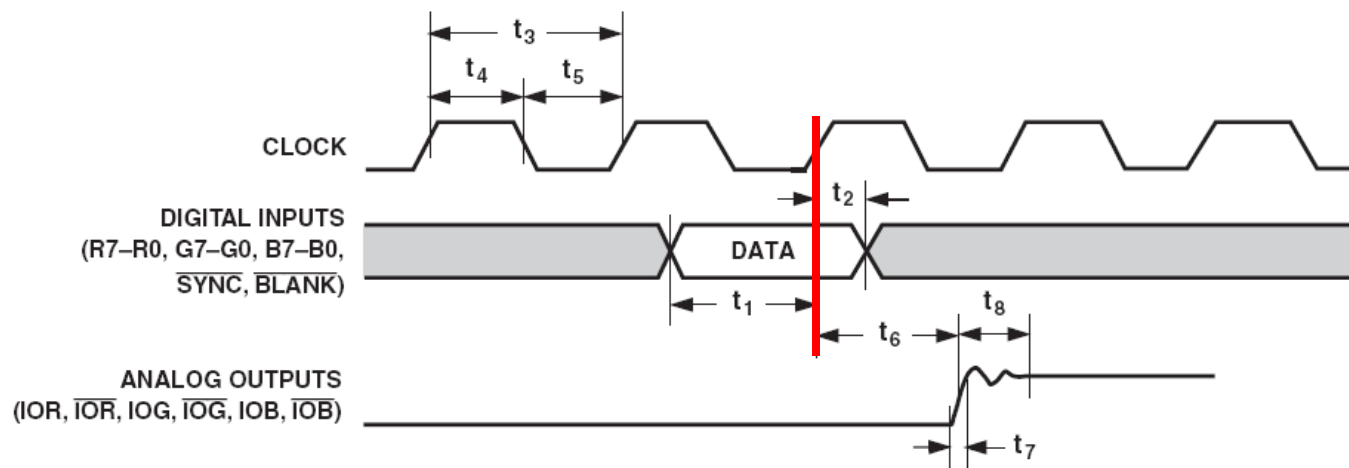 t3
t4 t5
CLOCK
t2
DIGITAL INPUTS
(R7–R0, G7–G0, B7–B0,
SYNC, BLANK)
DATA
t1
t6
t8
ANALOG OUTPUTS
(IOR, IOR, IOG, IOG, IOB, IOB)
t7